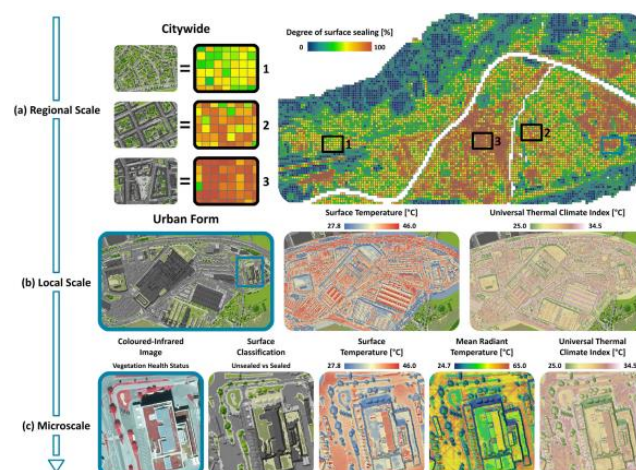 Citywide
Degree of surface sealing [%]
0 100
= 1
(a) Regional Scale
= 2
= 3
1
3
2
Urban Form
Surface Temperature [°C]
Universal Thermal Climate Index [°C]
27.8 46.0
25.0 34.5
(b) Local Scale
Coloured-Infrared
Image
Surface
Classification
Surface
Temperature [°C]
Mean Radiant
Temperature [°C]
Universal Thermal
Climate Index [°C]
Vegetation Health Status
Unsealed vs Sealed
27.8 46.0
24.7 65.0
25.0 34.5
(c) Microscale